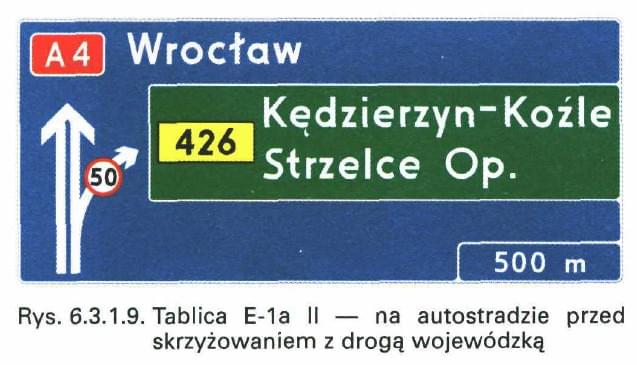 A4 Wrocław
Kędzierzyn-Koźle
426
Strzelce Op.
50
500 m
Rys. 6.3.1.9. Tablica E-1a II — na autostradzie przed
skrzyżowaniem z drogą wojewódzką